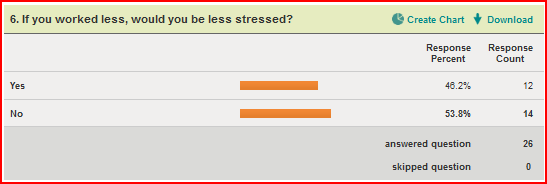 6. If you worked less, would you be less stressed? Create Chart Download
Response Percent Response Count
Yes 46.2% 12
No 53.8% 14
answered question 26
skipped question 0